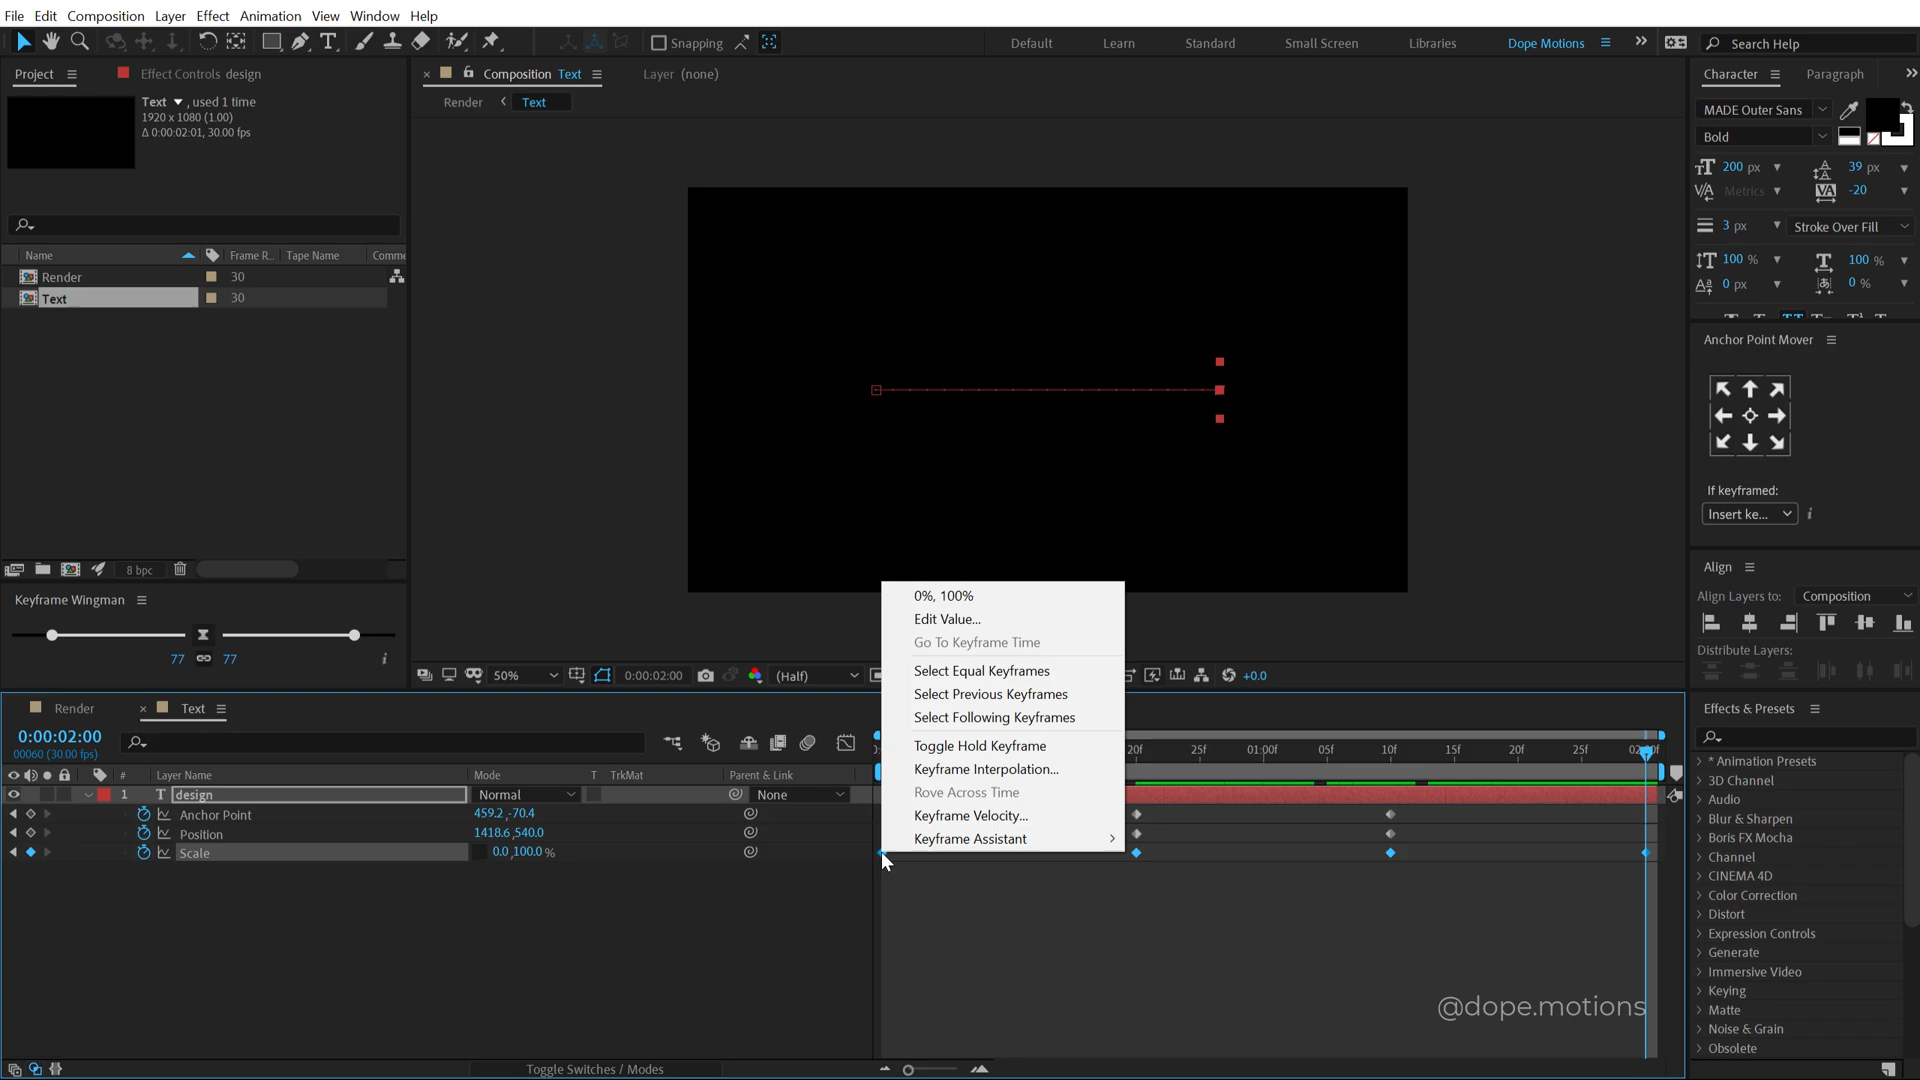 File Edit Composition Layer Effect Animation View Window Help
Snapping
Default Learn Standard Small Screen Libraries Dope Motions Search Help
Project Effect Controls design
Composition Text Layer (none)
Character Paragraph
Render Text
Text , used 1 time
1920 x 1080 (1.00)
Δ 0:00:02:01, 30.00 fps
MADE Outer Sans
Bold
200 px 39 px
Metrics -20
3 px Stroke Over Fill
100 % 100 %
0 px 0 %
Name Frame R... Tape Name Comme
Render 30
Text 30
Anchor Point Mover
If keyframed:
Insert ke...
8 bpc
Keyframe Wingman
77 77
Align
Align Layers to: Composition
Distribute Layers:
0%, 100%
Edit Value...
Go To Keyframe Time
Select Equal Keyframes
Select Previous Keyframes
Select Following Keyframes
Toggle Hold Keyframe
Keyframe Interpolation...
Rove Across Time
Keyframe Velocity...
Keyframe Assistant
50% 0:00:02:00 (Half) +0.0
Render Text
0:00:02:00
00060 (30.00 fps)
20f 25f 01:00f 05f 10f 15f 20f 25f
# Layer Name Mode T TrkMat Parent & Link
1 T design Normal None
Anchor Point 459.2 ,-70.4
Position 1418.6 ,540.0
Scale 0.0 ,100.0 %
Effects & Presets
* Animation Presets
3D Channel
Audio
Blur & Sharpen
Boris FX Mocha
Channel
CINEMA 4D
Color Correction
Distort
Expression Controls
Generate
Immersive Video
Keying
Matte
Noise & Grain
Obsolete
@dope.motions
Toggle Switches / Modes